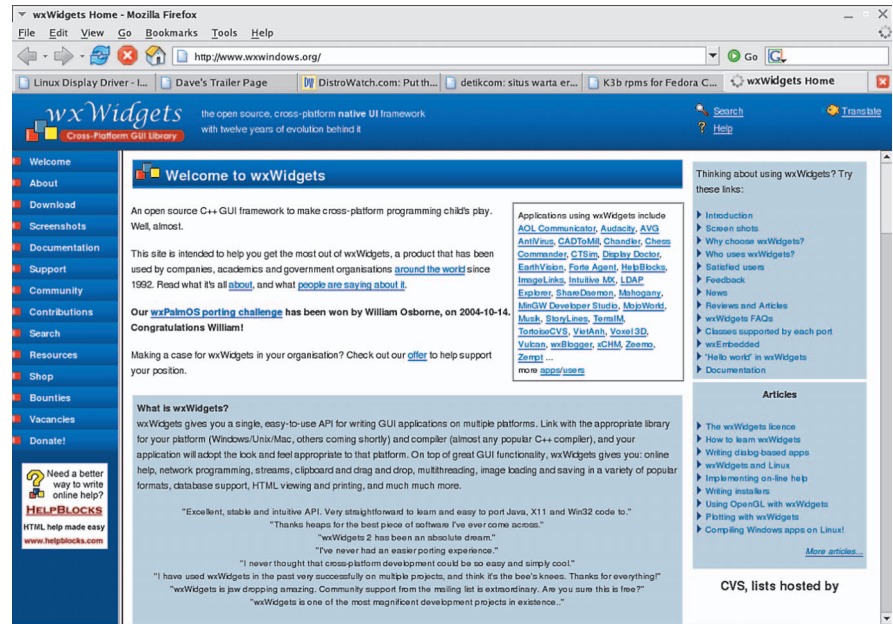 wxWidgets Home - Mozilla Firefox
File Edit View Go Bookmarks Tools Help
http://www.wxwindows.org/
Go
Linux Display Driver - I...
Dave's Trailer Page
DistroWatch.com: Put th...
detikcom: situs warta er...
K3b rpms for Fedora C...
wxWidgets Home
wxWidgets
Cross-Platform GUI Library
the open source, cross-platform native UI framework
with twelve years of evolution behind it
Search
Help
Translate
Welcome
About
Download
Screenshots
Documentation
Support
Community
Contributions
Search
Resources
Shop
Bounties
Vacancies
Donate!
Need a better
way to write
online help?
HELPBLOCKS
HTML help made easy
www.helpblocks.com
Welcome to wxWidgets
An open source C++ GUI framework to make cross-platform programming child's play.
Well, almost.
This site is intended to help you get the most out of wxWidgets, a product that has been
used by companies, academics and government organisations around the world since
1992. Read what it's all about, and what people are saying about it.
Our wxPalmOS porting challenge has been won by William Osborne, on 2004-10-14.
Congratulations William!
Making a case for wxWidgets in your organisation? Check out our offer to help support
your position.
Applications using wxWidgets include
AOL Communicator, Audacity, AVG
AntiVirus, CADToMil, Chandler, Chess
Commander, CTSim, Display Doctor,
EarthVision, Forte Agent, HelpBlocks,
ImageLinks, Intuitive MX, LDAP
Explorer, ShareDaemon, Mahogany,
MinGW Developer Studio, MojoWorld,
Musik, StoryLines, TerraIM,
TortoiseCVS, VietAnh, Voxel 3D,
Vulcan, wxBlogger, xCHM, Zeemo,
Zempt ...
more apps/users
What is wxWidgets?
wxWidgets gives you a single, easy-to-use API for writing GUI applications on multiple platforms. Link with the appropriate library
for your platform (Windows/Unix/Mac, others coming shortly) and compiler (almost any popular C++ compiler), and your
application will adopt the look and feel appropriate to that platform. On top of great GUI functionality, wxWidgets gives you: online
help, network programming, streams, clipboard and drag and drop, multithreading, image loading and saving in a variety of popular
formats, database support, HTML viewing and printing, and much much more.
"Excellent, stable and intuitive API. Very straightforward to learn and easy to port Java, X11 and Win32 code to."
"Thanks heaps for the best piece of software I've ever come across."
"wxWidgets 2 has been an absolute dream."
"I've never had an easier porting experience."
"I never thought that cross-platform development could be so easy and simply cool."
"I have used wxWidgets in the past very successfully on multiple projects, and think it's the bee's knees. Thanks for everything!"
"wxWidgets is jaw dropping amazing. Community support from the mailing list is extraordinary. Are you sure this is free?"
"wxWidgets is one of the most magnificent development projects in existence.."
Thinking about using wxWidgets? Try
these links:
Introduction
Screen shots
Why choose wxWidgets?
Who uses wxWidgets?
Satisfied users
Feedback
News
Reviews and Articles
wxWidgets FAQs
Classes supported by each port
wxEmbedded
'Hello world' in wxWidgets
Documentation
Articles
The wxWidgets licence
How to learn wxWidgets
Writing dialog-based apps
wxWidgets and Linux
Implementing on-line help
Writing installers
Using OpenGL with wxWidgets
Plotting with wxWidgets
Compiling Windows apps on Linux!
More articles...
CVS, lists hosted by